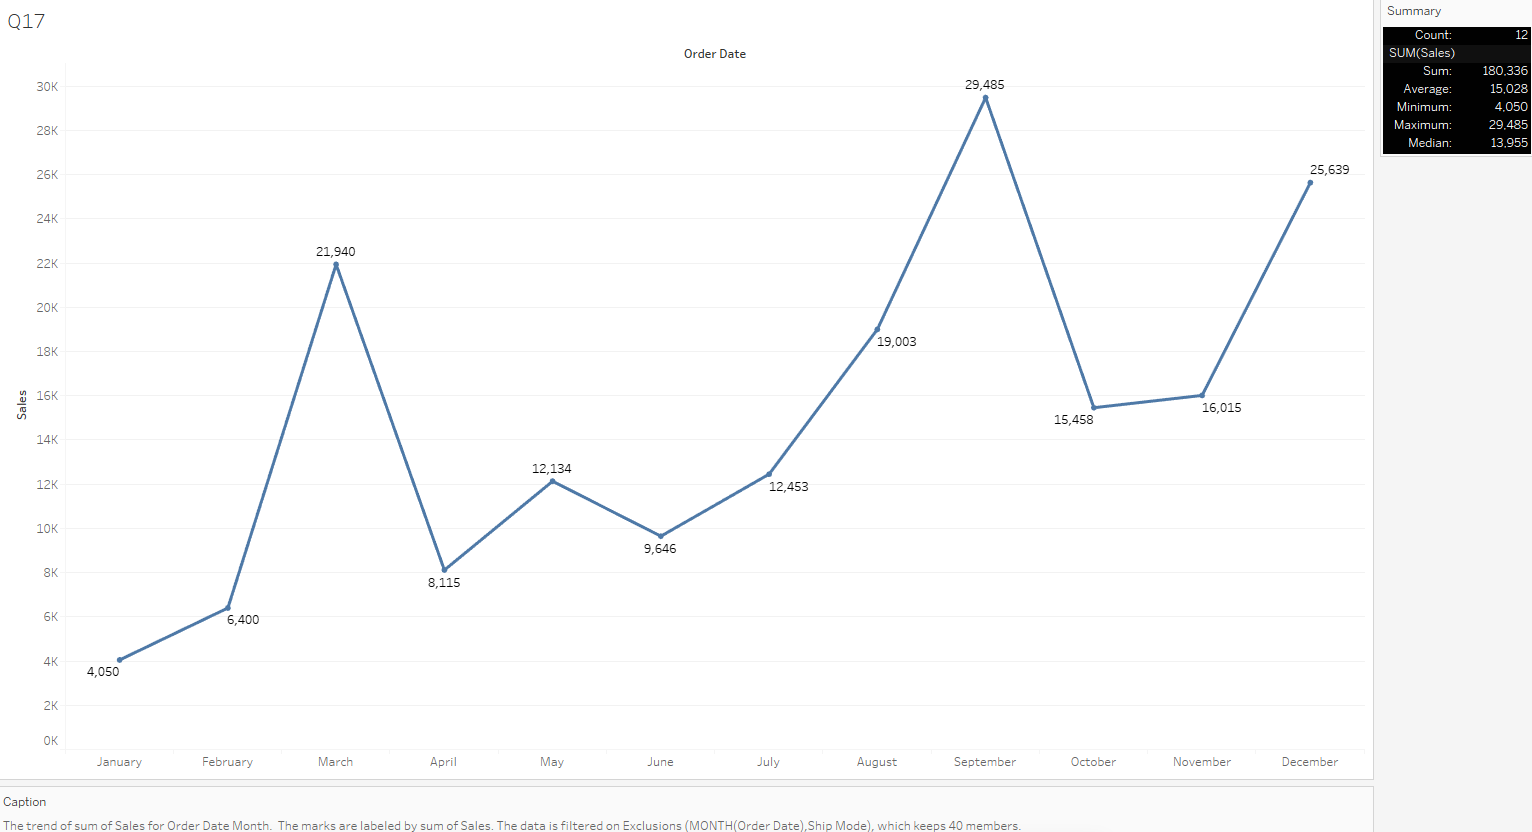 Q17
Order Date
30K
28K
26K
24K
22K
20K
18K
16K
14K
12K
10K
8K
6K
4K
2K
0K
Sales
4,050
6,400
21,940
8,115
12,134
9,646
12,453
19,003
29,485
15,458
16,015
25,639
January February March April May June July August September October November December
Summary
Count: 12
SUM(Sales)
Sum: 180,336
Average: 15,028
Minimum: 4,050
Maximum: 29,485
Median: 13,955
Caption
The trend of sum of Sales for Order Date Month. The marks are labeled by sum of Sales. The data is filtered on Exclusions (MONTH(Order Date),Ship Mode), which keeps 40 members.